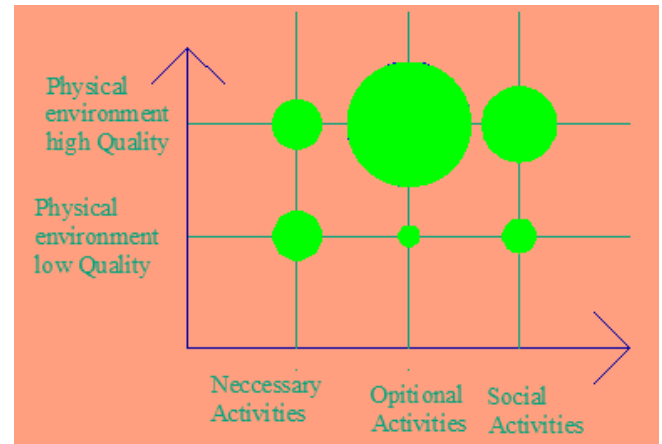 Physical
environment
high Quality
Physical
environment
low Quality
Neccessary
Activities
Opitional
Activities
Social
Activities